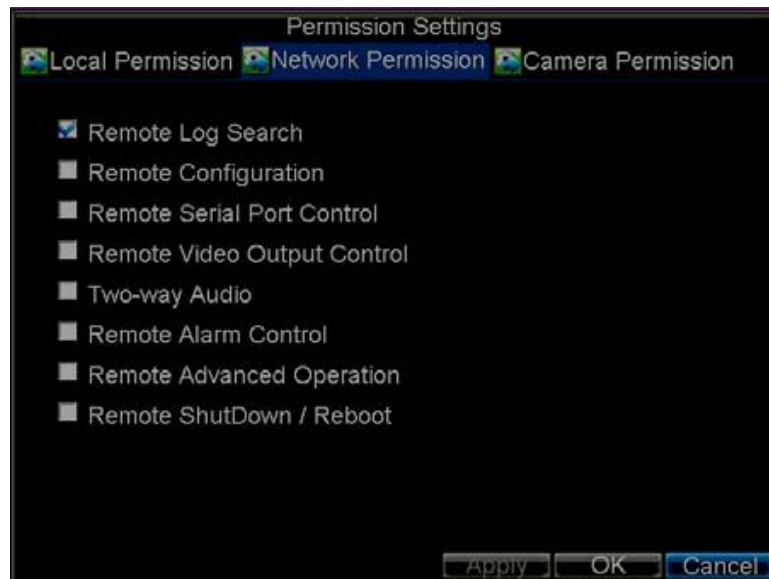 Permission Settings
Local Permission Network Permission Camera Permission
Remote Log Search
Remote Configuration
Remote Serial Port Control
Remote Video Output Control
Two-way Audio
Remote Alarm Control
Remote Advanced Operation
Remote ShutDown / Reboot
Apply OK Cancel